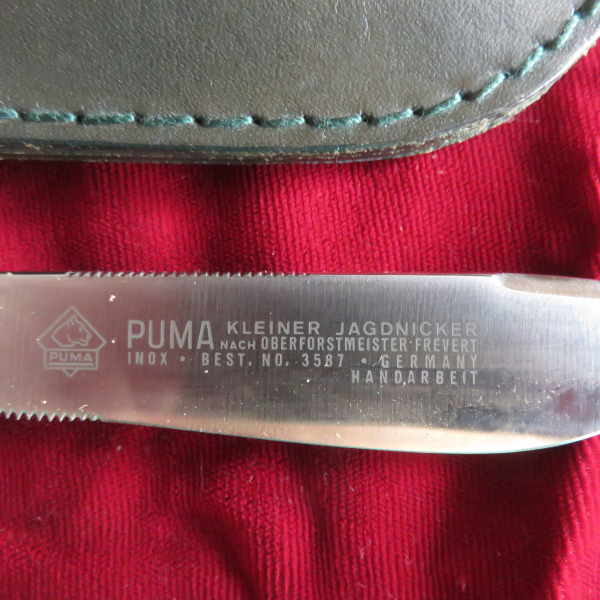 PUMA
PUMA KLEINER JAGDNICKER
NACH OBERFORSTMEISTER·FREVERT
INOX · BEST. NO. 3587 · GERMANY
HANDARBEIT